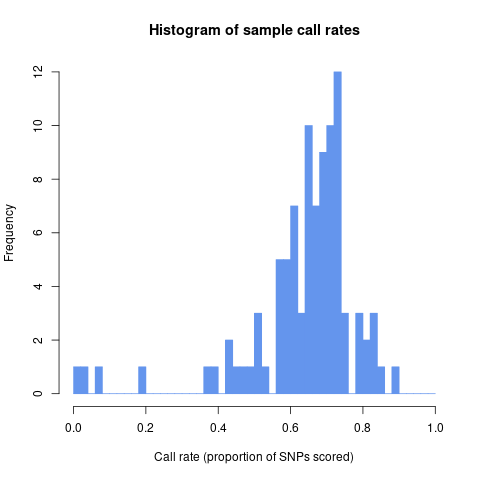 Histogram of sample call rates
Frequency
12
10
8
6
4
2
0
0.0 0.2 0.4 0.6 0.8 1.0
Call rate (proportion of SNPs scored)